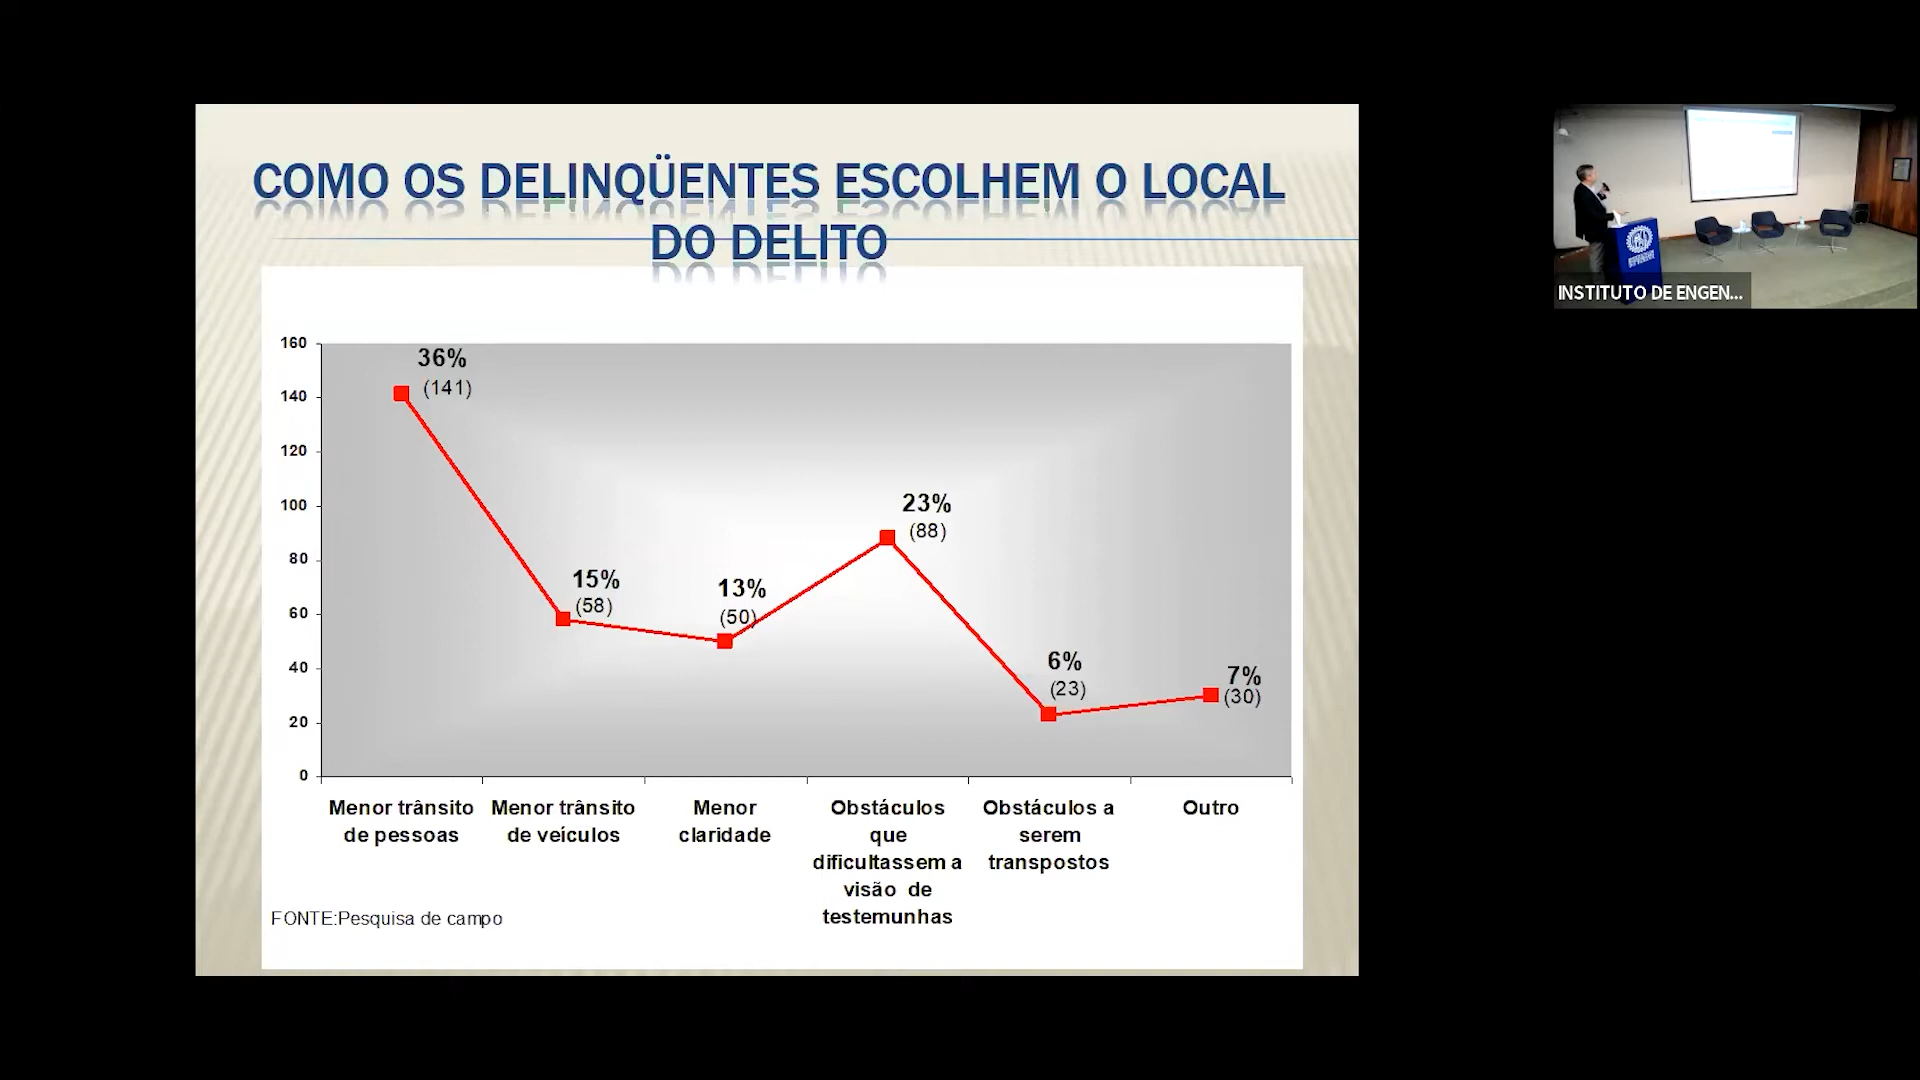 COMO OS DELINQÜENTES ESCOLHEM O LOCAL
DO DELITO
160
140
120
100
80
60
40
20
0
36%
(141)
15%
(58)
13%
(50)
23%
(88)
6%
(23)
7%
(30)
Menor trânsito
de pessoas
Menor trânsito
de veículos
Menor
claridade
Obstáculos
que
dificultassem a
visão de
testemunhas
Obstáculos a
serem
transpostos
Outro
FONTE:Pesquisa de campo
INSTITUTO DE ENGEN...